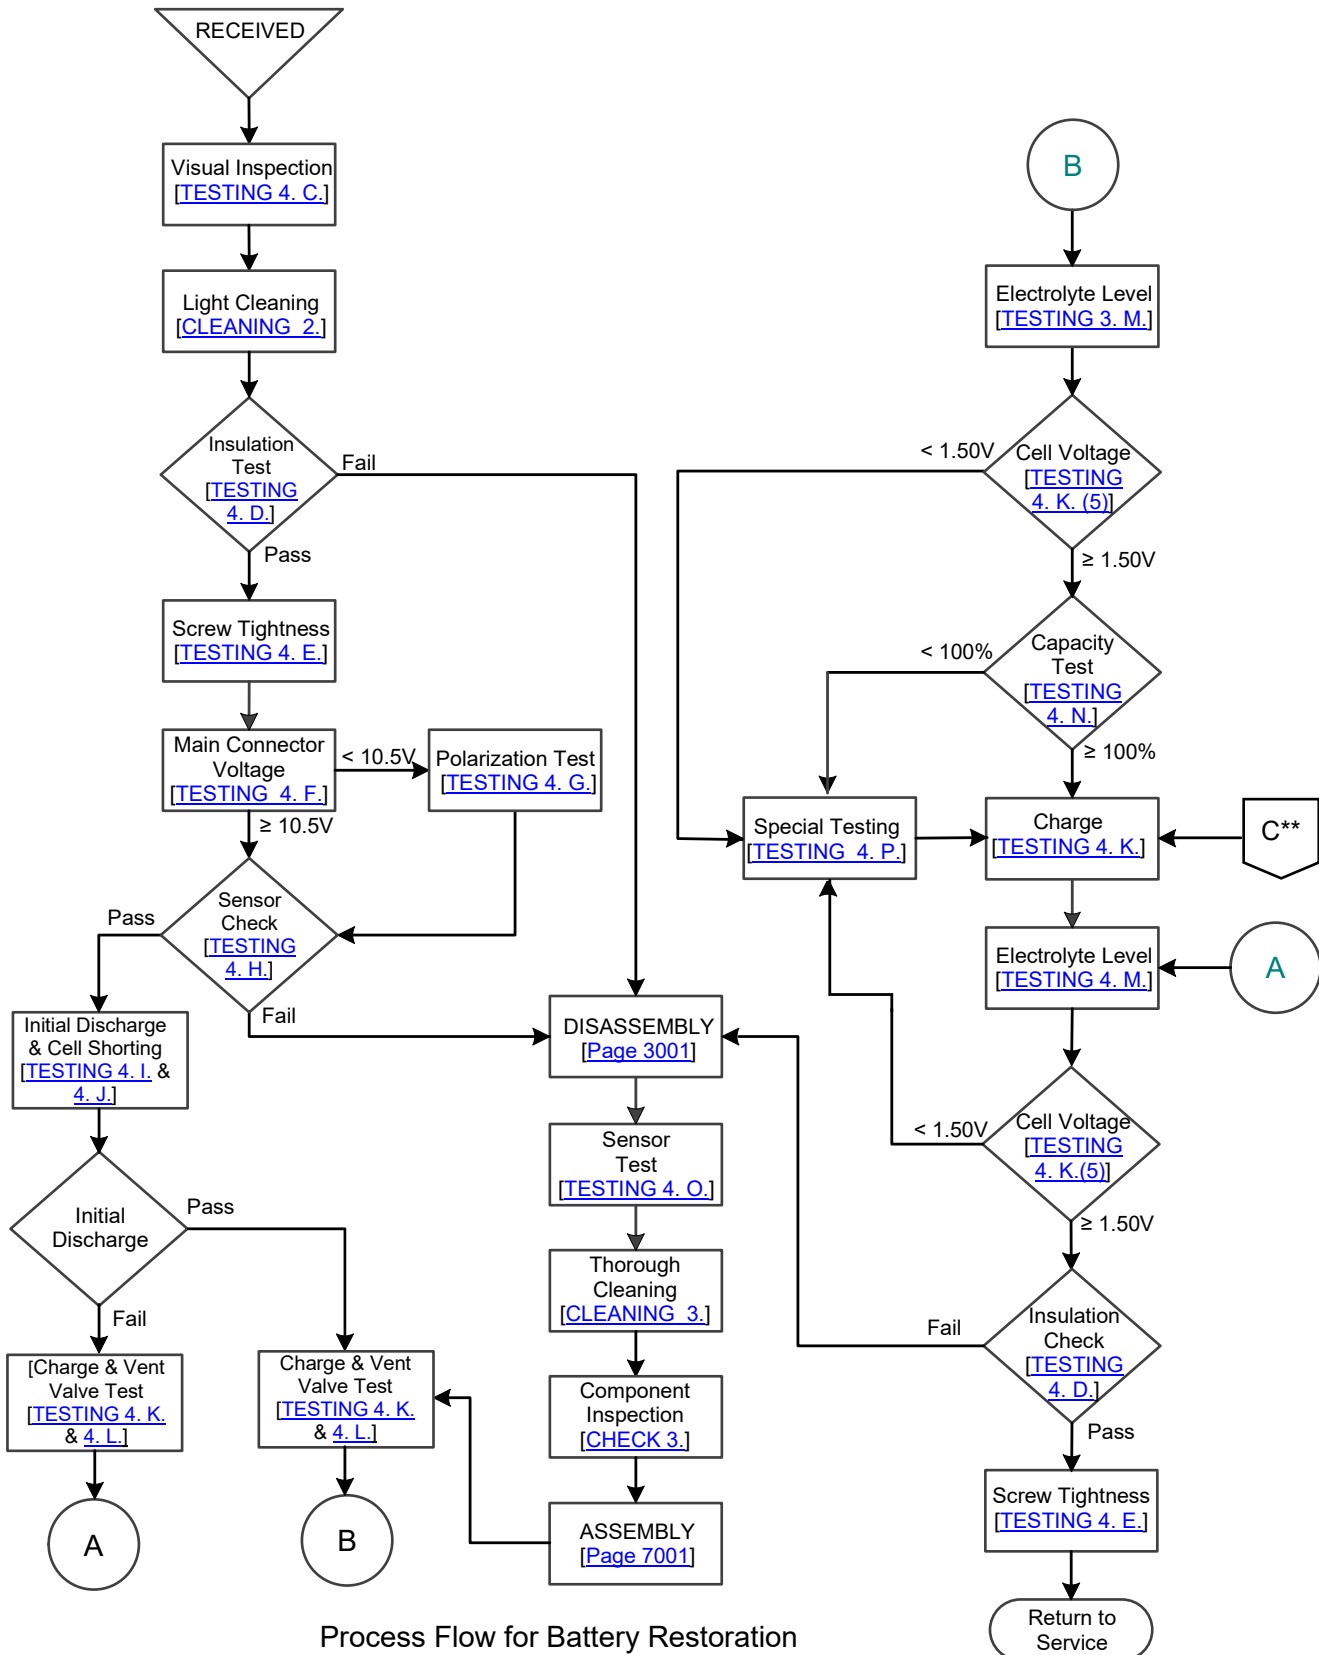 RECEIVED
Visual Inspection
[TESTING 4. C.]
Light Cleaning
[CLEANING  2.]
Insulation
Test
[TESTING
4. D.]
Fail
Pass
Screw Tightness
[TESTING 4. E.]
Main Connector
Voltage
[TESTING  4. F.]
< 10.5V
Polarization Test
[TESTING 4. G.]
≥ 10.5V
Sensor
Check
[TESTING
4. H.]
Pass
Fail
Initial Discharge
& Cell Shorting
[TESTING 4. I. &
4. J.]
Initial
Discharge
Pass
Fail
[Charge & Vent
Valve Test
[TESTING 4. K.
& 4. L.]
A
Charge & Vent
Valve Test
[TESTING 4. K.
& 4. L.]
B
DISASSEMBLY
[Page 3001]
Sensor
Test
[TESTING 4. O.]
Thorough
Cleaning
[CLEANING  3.]
Component
Inspection
[CHECK 3.]
ASSEMBLY
[Page 7001]
B
Electrolyte Level
[TESTING 3. M.]
Cell Voltage
[TESTING
4. K. (5)]
< 1.50V
≥ 1.50V
Capacity
Test
[TESTING
4. N.]
< 100%
≥ 100%
Special Testing
[TESTING  4. P.]
Charge
[TESTING 4. K.]
C**
Electrolyte Level
[TESTING 4. M.]
A
Cell Voltage
[TESTING
4. K.(5)]
< 1.50V
≥ 1.50V
Insulation
Check
[TESTING
4. D.]
Fail
Pass
Screw Tightness
[TESTING 4. E.]
Return to
Service
Process Flow for Battery Restoration